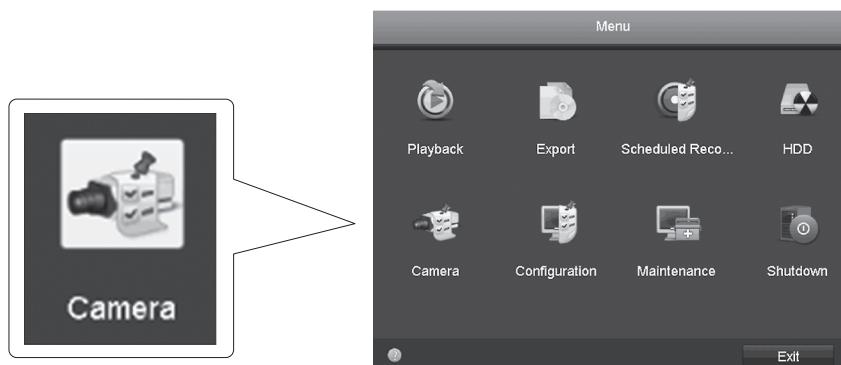 Menu
Playback
Export
Scheduled Reco...
HDD
Camera
Camera
Configuration
Maintenance
Shutdown
?
Exit